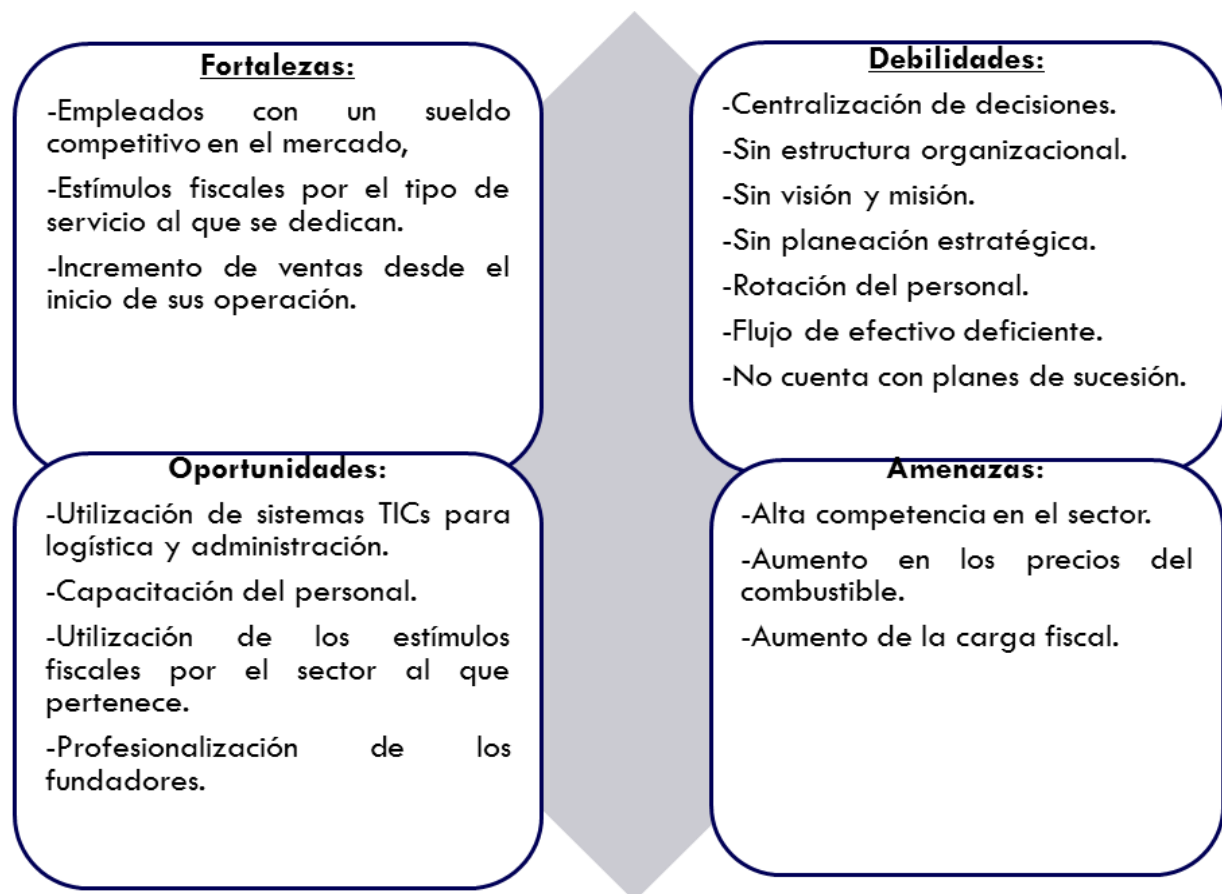 Fortalezas:
-Empleados con un sueldo
competitivo en el mercado,
-Estímulos fiscales por el tipo de
servicio al que se dedican.
-Incremento de ventas desde el
inicio de sus operación.
Debilidades:
-Centralización de decisiones.
-Sin estructura organizacional.
-Sin visión y misión.
-Sin planeación estratégica.
-Rotación del personal.
-Flujo de efectivo deficiente.
-No cuenta con planes de sucesión.
Oportunidades:
-Utilización de sistemas TICs para
logística y administración.
-Capacitación del personal.
-Utilización de los estímulos
fiscales por el sector al que
pertenece.
-Profesionalización de los
fundadores.
Amenazas:
-Alta competencia en el sector.
-Aumento en los precios del
combustible.
-Aumento de la carga fiscal.